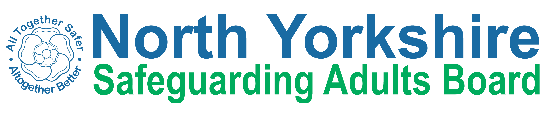 All Together Safer
Altogether Better
North Yorkshire
Safeguarding Adults Board